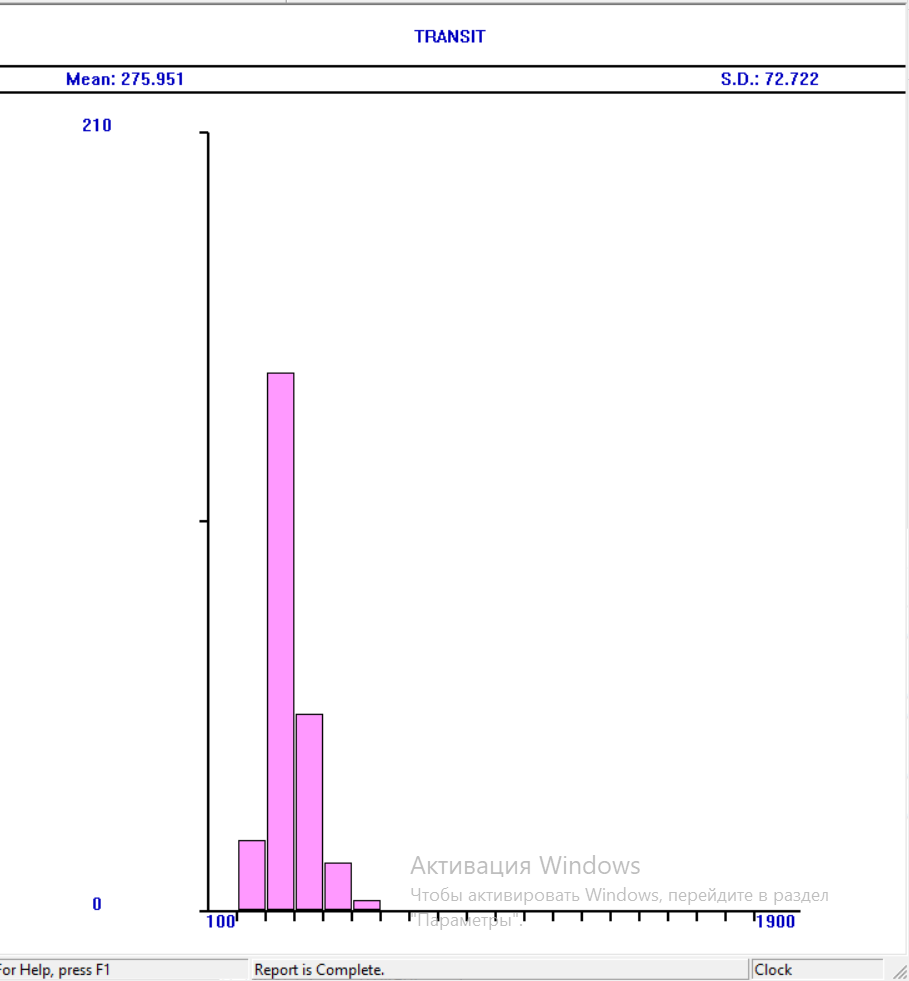 TRANSIT
Mean: 275.951 S.D.: 72.722
210
0
100 1900
Активация Windows
Чтобы активировать Windows, перейдите в раздел
"Параметры".
For Help, press F1 Report is Complete. Clock